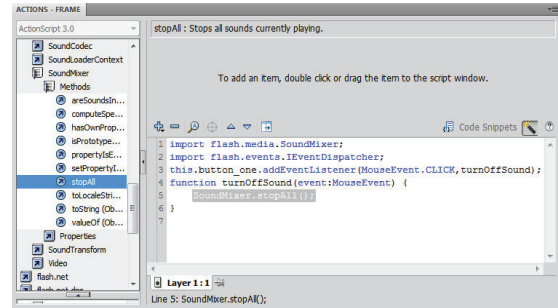 ACTIONS - FRAME
ActionScript 3.0
SoundCodec
SoundLoaderContext
SoundMixer
Methods
areSoundsIn...
computeSpe...
hasOwnProp...
isPrototype...
propertyIsE...
setPropertyI...
stopAll
toLocaleStri...
toString (Ob...
valueOf (Ob...
Properties
SoundTransform
Video
flash.net
flash.net.dns
stopAll : Stops all sounds currently playing.
To add an item, double click or drag the item to the script window.
Code Snippets
1 import flash.media.SoundMixer;
2 import flash.events.IEventDispatcher;
3 this.button_one.addEventListener(MouseEvent.CLICK,turnOffSound);
4 function turnOffSound(event:MouseEvent) {
5 SoundMixer.stopAll();
6 }
7
Layer 1 : 1
Line 5: SoundMixer.stopAll();